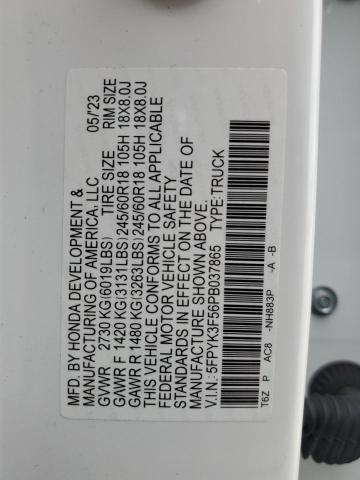 MFD. BY HONDA DEVELOPMENT &
MANUFACTURING OF AMERICA, LLC 05/'23
GVWR 2730 KG(6019LBS) TIRE SIZE RIM SIZE
GAWR F 1420 KG(3131LBS)245/60R18 105H 18X8.0J
GAWR R 1480 KG(3263LBS)245/60R18 105H 18X8.0J
THIS VEHICLE CONFORMS TO ALL APPLICABLE
FEDERAL MOTOR VEHICLE SAFETY
STANDARDS IN EFFECT ON THE DATE OF
MANUFACTURE SHOWN ABOVE.
V.I.N.: 5FPYK3F56PB037865 TYPE:TRUCK
T6Z P AC8 -NH883P -A -B